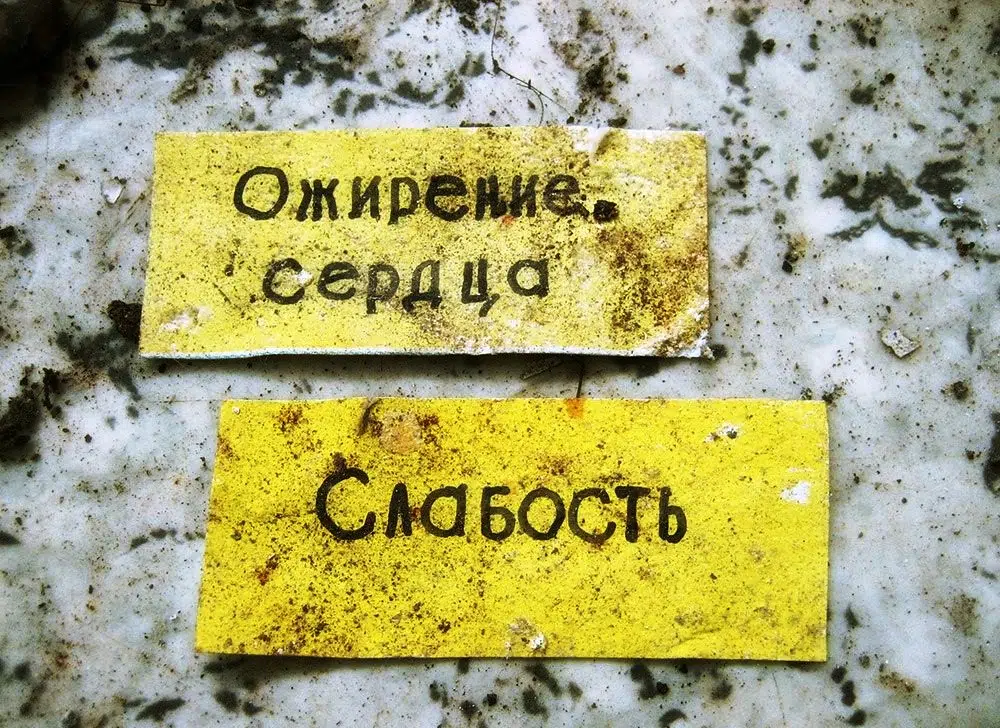 Ожирение
сердца
Слабость